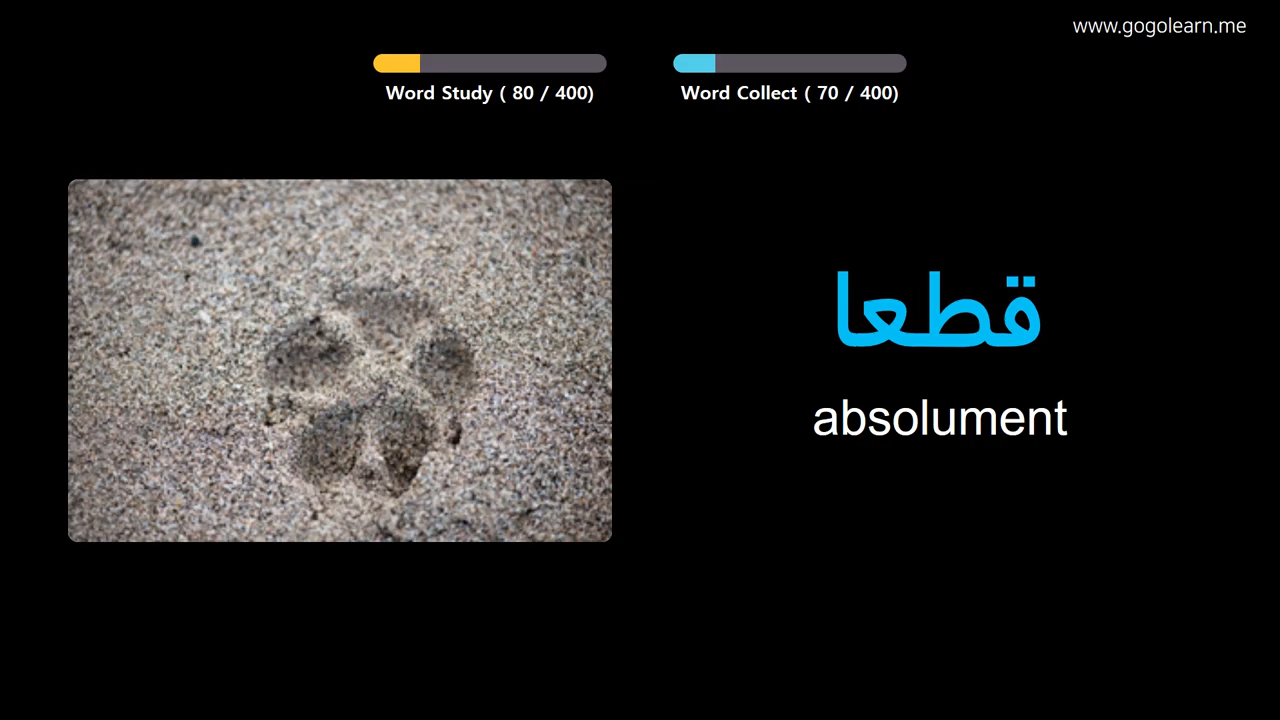 www.gogolearn.me
Word Study ( 80 / 400)
Word Collect ( 70 / 400)
قطعا
absolument